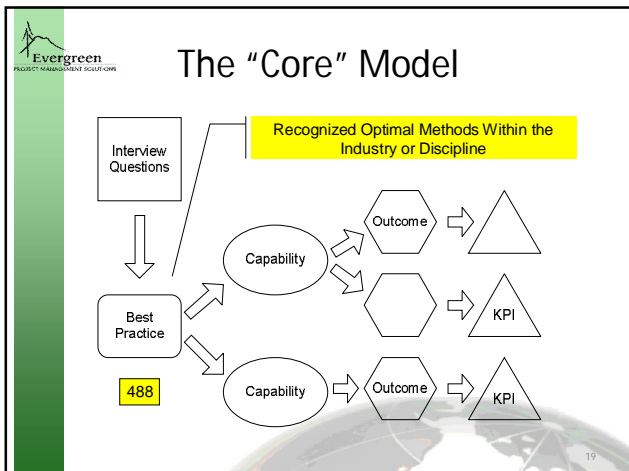 Evergreen
PROJECT MANAGEMENT SOLUTIONS
The “Core” Model
Recognized Optimal Methods Within the
Industry or Discipline
Interview
Questions
Outcome
Capability
Best
Practice
KPI
488
Capability
Outcome
KPI
19